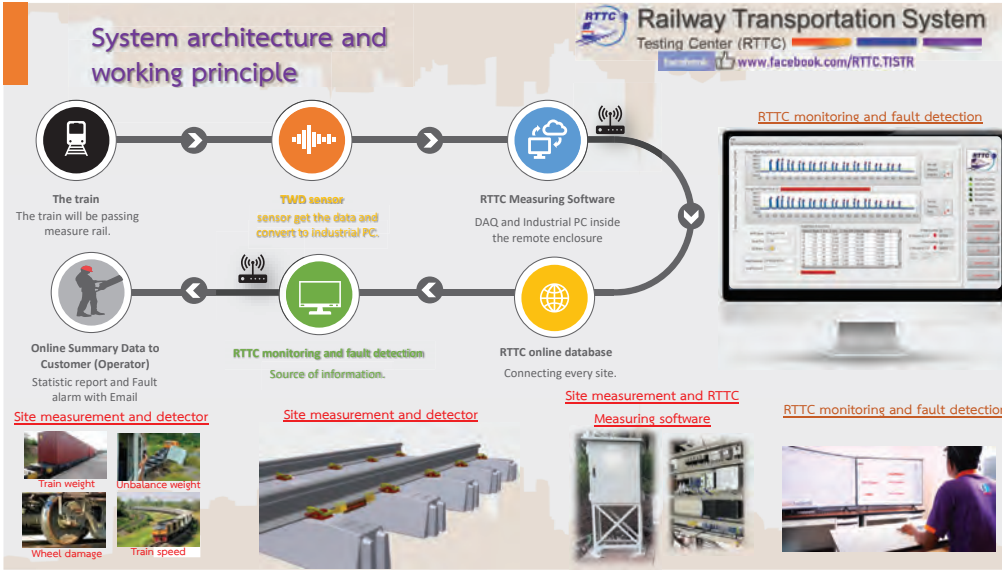 System architecture and
working principle
RTTC
Railway Transportation System
Testing Center (RTTC)
facebook
www.facebook.com/RTTC.TISTR
The train
The train will be passing
measure rail.
TWD sensor
sensor get the data and
convert to industrial PC.
RTTC Measuring Software
DAQ and Industrial PC inside
the remote enclosure
RTTC monitoring and fault detection
RTTC
Online Summary Data to
Customer (Operator)
Statistic report and Fault
alarm with Email
RTTC monitoring and fault detection
Source of information.
RTTC online database
Connecting every site.
Site measurement and detector
Train weight
Unbalance weight
Wheel damage
Train speed
Site measurement and detector
Site measurement and RTTC
Measuring software
RTTC monitoring and fault detection